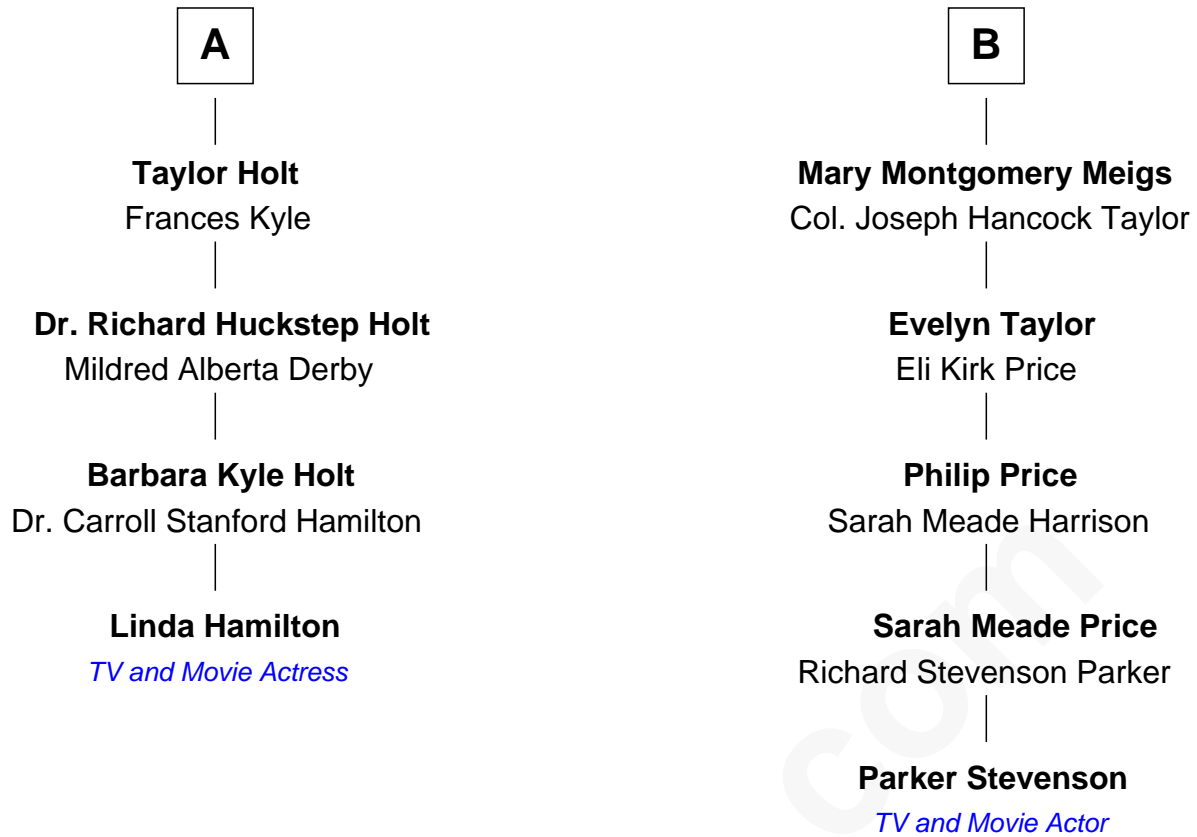 A
Taylor Holt
Frances Kyle
Dr. Richard Huckstep Holt
Mildred Alberta Derby
Barbara Kyle Holt
Dr. Carroll Stanford Hamilton
Linda Hamilton
TV and Movie Actress
B
Mary Montgomery Meigs
Col. Joseph Hancock Taylor
Evelyn Taylor
Eli Kirk Price
Philip Price
Sarah Meade Harrison
Sarah Meade Price
Richard Stevenson Parker
Parker Stevenson
TV and Movie Actor
com